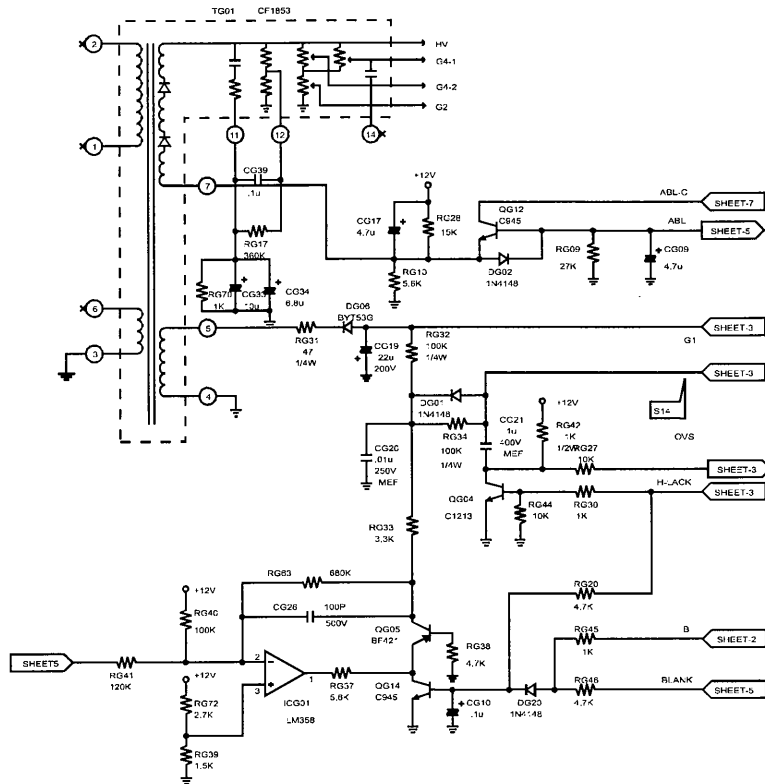 TG01 CF1853
2
HV
G4-1
G4-2
G2
1
11
12
14
7
CG39
.1u
+12V
ABL-C
SHEET-7
CG17
4.7u
RG28
15K
QG12
C945
ABL
SHEET-5
RG17
360K
DG02
1N4148
RG09
27K
CG09
4.7u
RG13
5.6K
RG70
1K
CG33
10u
CG34
6.8u
6
5
DG06
BYT53G
G1
SHEET-3
RG31
47
1/4W
CG19
22u
200V
RG32
100K
1/4W
3
4
SHEET-3
DG01
1N4148
+12V
S14
OVS
RG34
100K
1/4W
CG21
1u
400V
MEF
RG42
1K
1/2W
RG27
10K
SHEET-3
CG20
.01u
250V
MEF
H-LACK
SHEET-3
QG04
C1213
RG44
10K
RG30
1K
RG33
3.3K
RG63 680K
RG20
4.7K
+12V
CG26 100P
500V
RG40
100K
QG05
BF421
RG38
4.7K
RG45
1K
B
SHEET-2
SHEET5
RG41
120K
2
3
1
RG37
5.6K
+12V
ICG01
LM358
QG14
C945
CG10
.1u
DG23
1N4148
RG46
4.7K
BLANK
SHEET-5
RG72
2.7K
RG39
1.5K